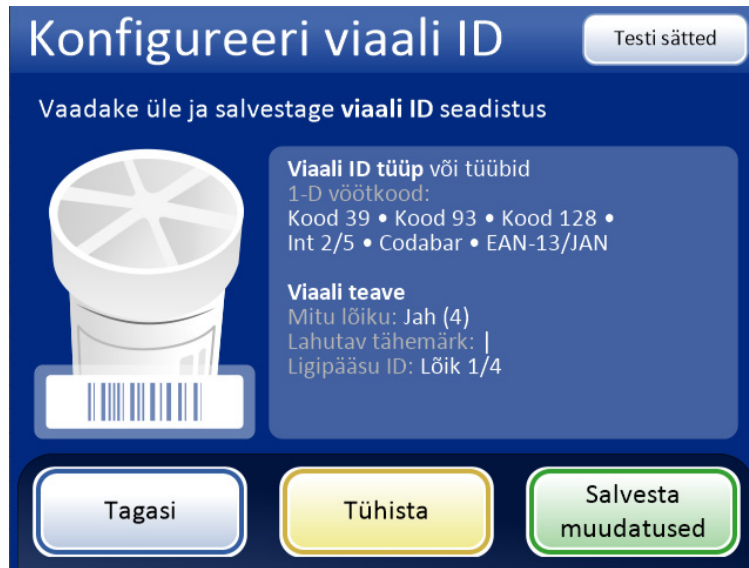 Konfigureeri viaali ID
Testi sätted
Vaadake üle ja salvestage viaali ID seadistus
Viaali ID tüüp või tüübid
1-D vöötkood:
Kood 39 • Kood 93 • Kood 128 •
Int 2/5 • Codabar • EAN-13/JAN
Viaali teave
Mitu lõiku: Jah (4)
Lahutav tähemärk: |
Ligipääsu ID: Lõik 1/4
Tagasi
Tühista
Salvesta
muudatused